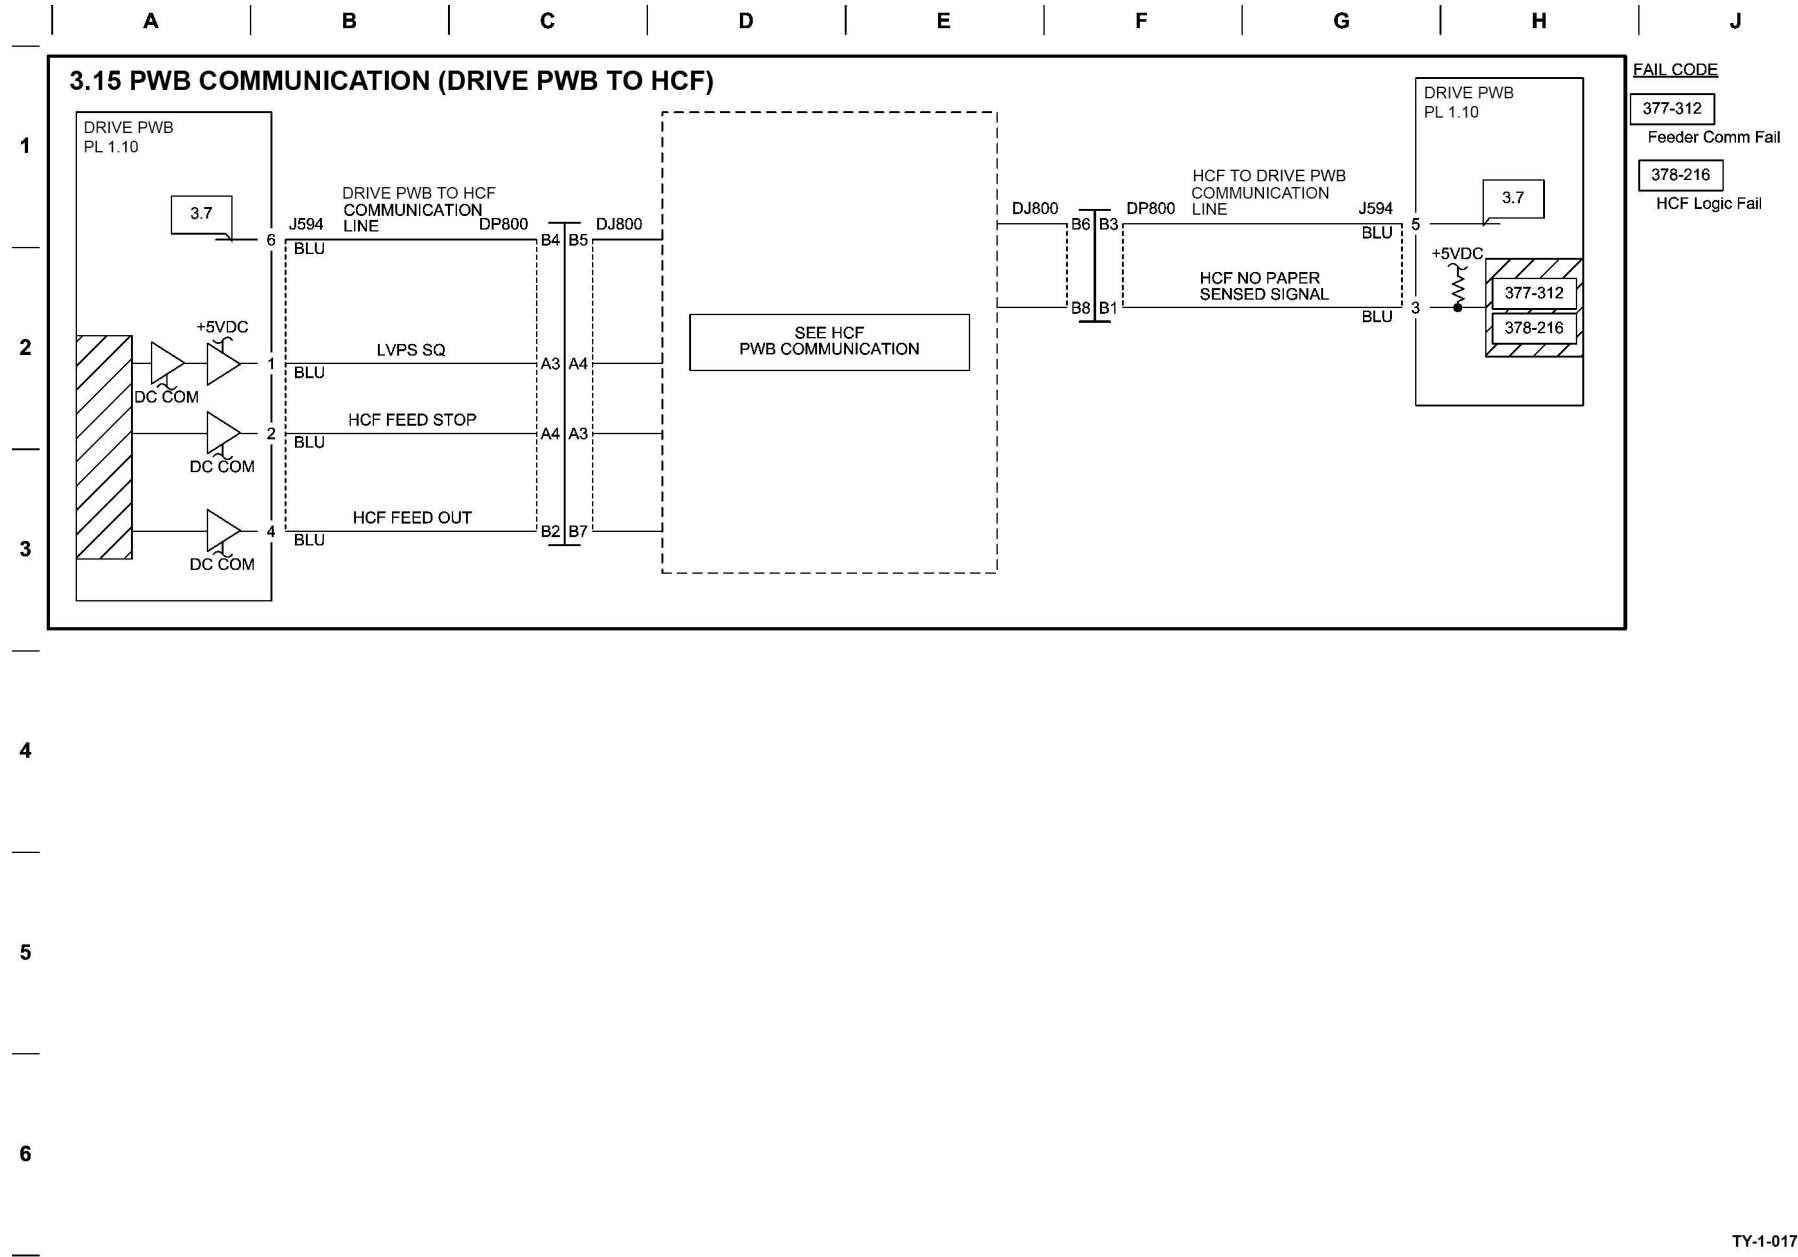 A B C D E F G H J
3.15 PWB COMMUNICATION (DRIVE PWB TO HCF)
FAIL CODE
377-312
Feeder Comm Fail
378-216
HCF Logic Fail
1
2
3
4
5
6
DRIVE PWB
PL 1.10
3.7
6
J594
BLU
DRIVE PWB TO HCF
COMMUNICATION
LINE
DP800
B4 B5
DJ800
+5VDC
DC COM
1
BLU
LVPS SQ
A3 A4
DC COM
2
BLU
HCF FEED STOP
A4 A3
DC COM
4
BLU
HCF FEED OUT
B2 B7
SEE HCF
PWB COMMUNICATION
DJ800
B6 B3
DP800
HCF TO DRIVE PWB
COMMUNICATION
LINE
J594
BLU
5
B8 B1
HCF NO PAPER
SENSED SIGNAL
BLU
3
DRIVE PWB
PL 1.10
3.7
+5VDC
377-312
378-216
TY-1-017